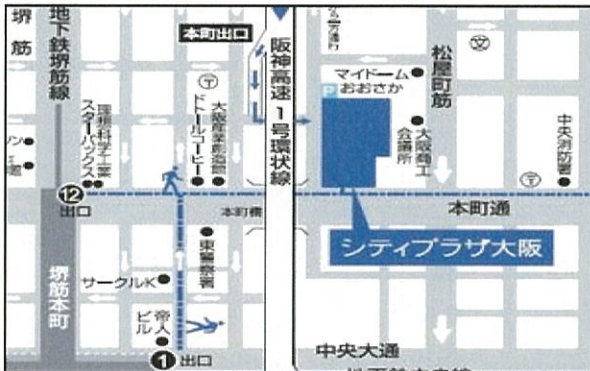 堺筋
地下鉄堺筋線
本町出口
阪神高速1号環状線
マイドーム
おおさか
P
松屋町筋
文
〒
理想科学工業
スターバックス
大阪産業創造館
ドトールコーヒー
大阪商工
会議所
中央消防署
〒
12
出口
本町橋
本町通
シティプラザ大阪
東警察署
堺筋本町
サークルK
帝人
ビル
1
出口
中央大通